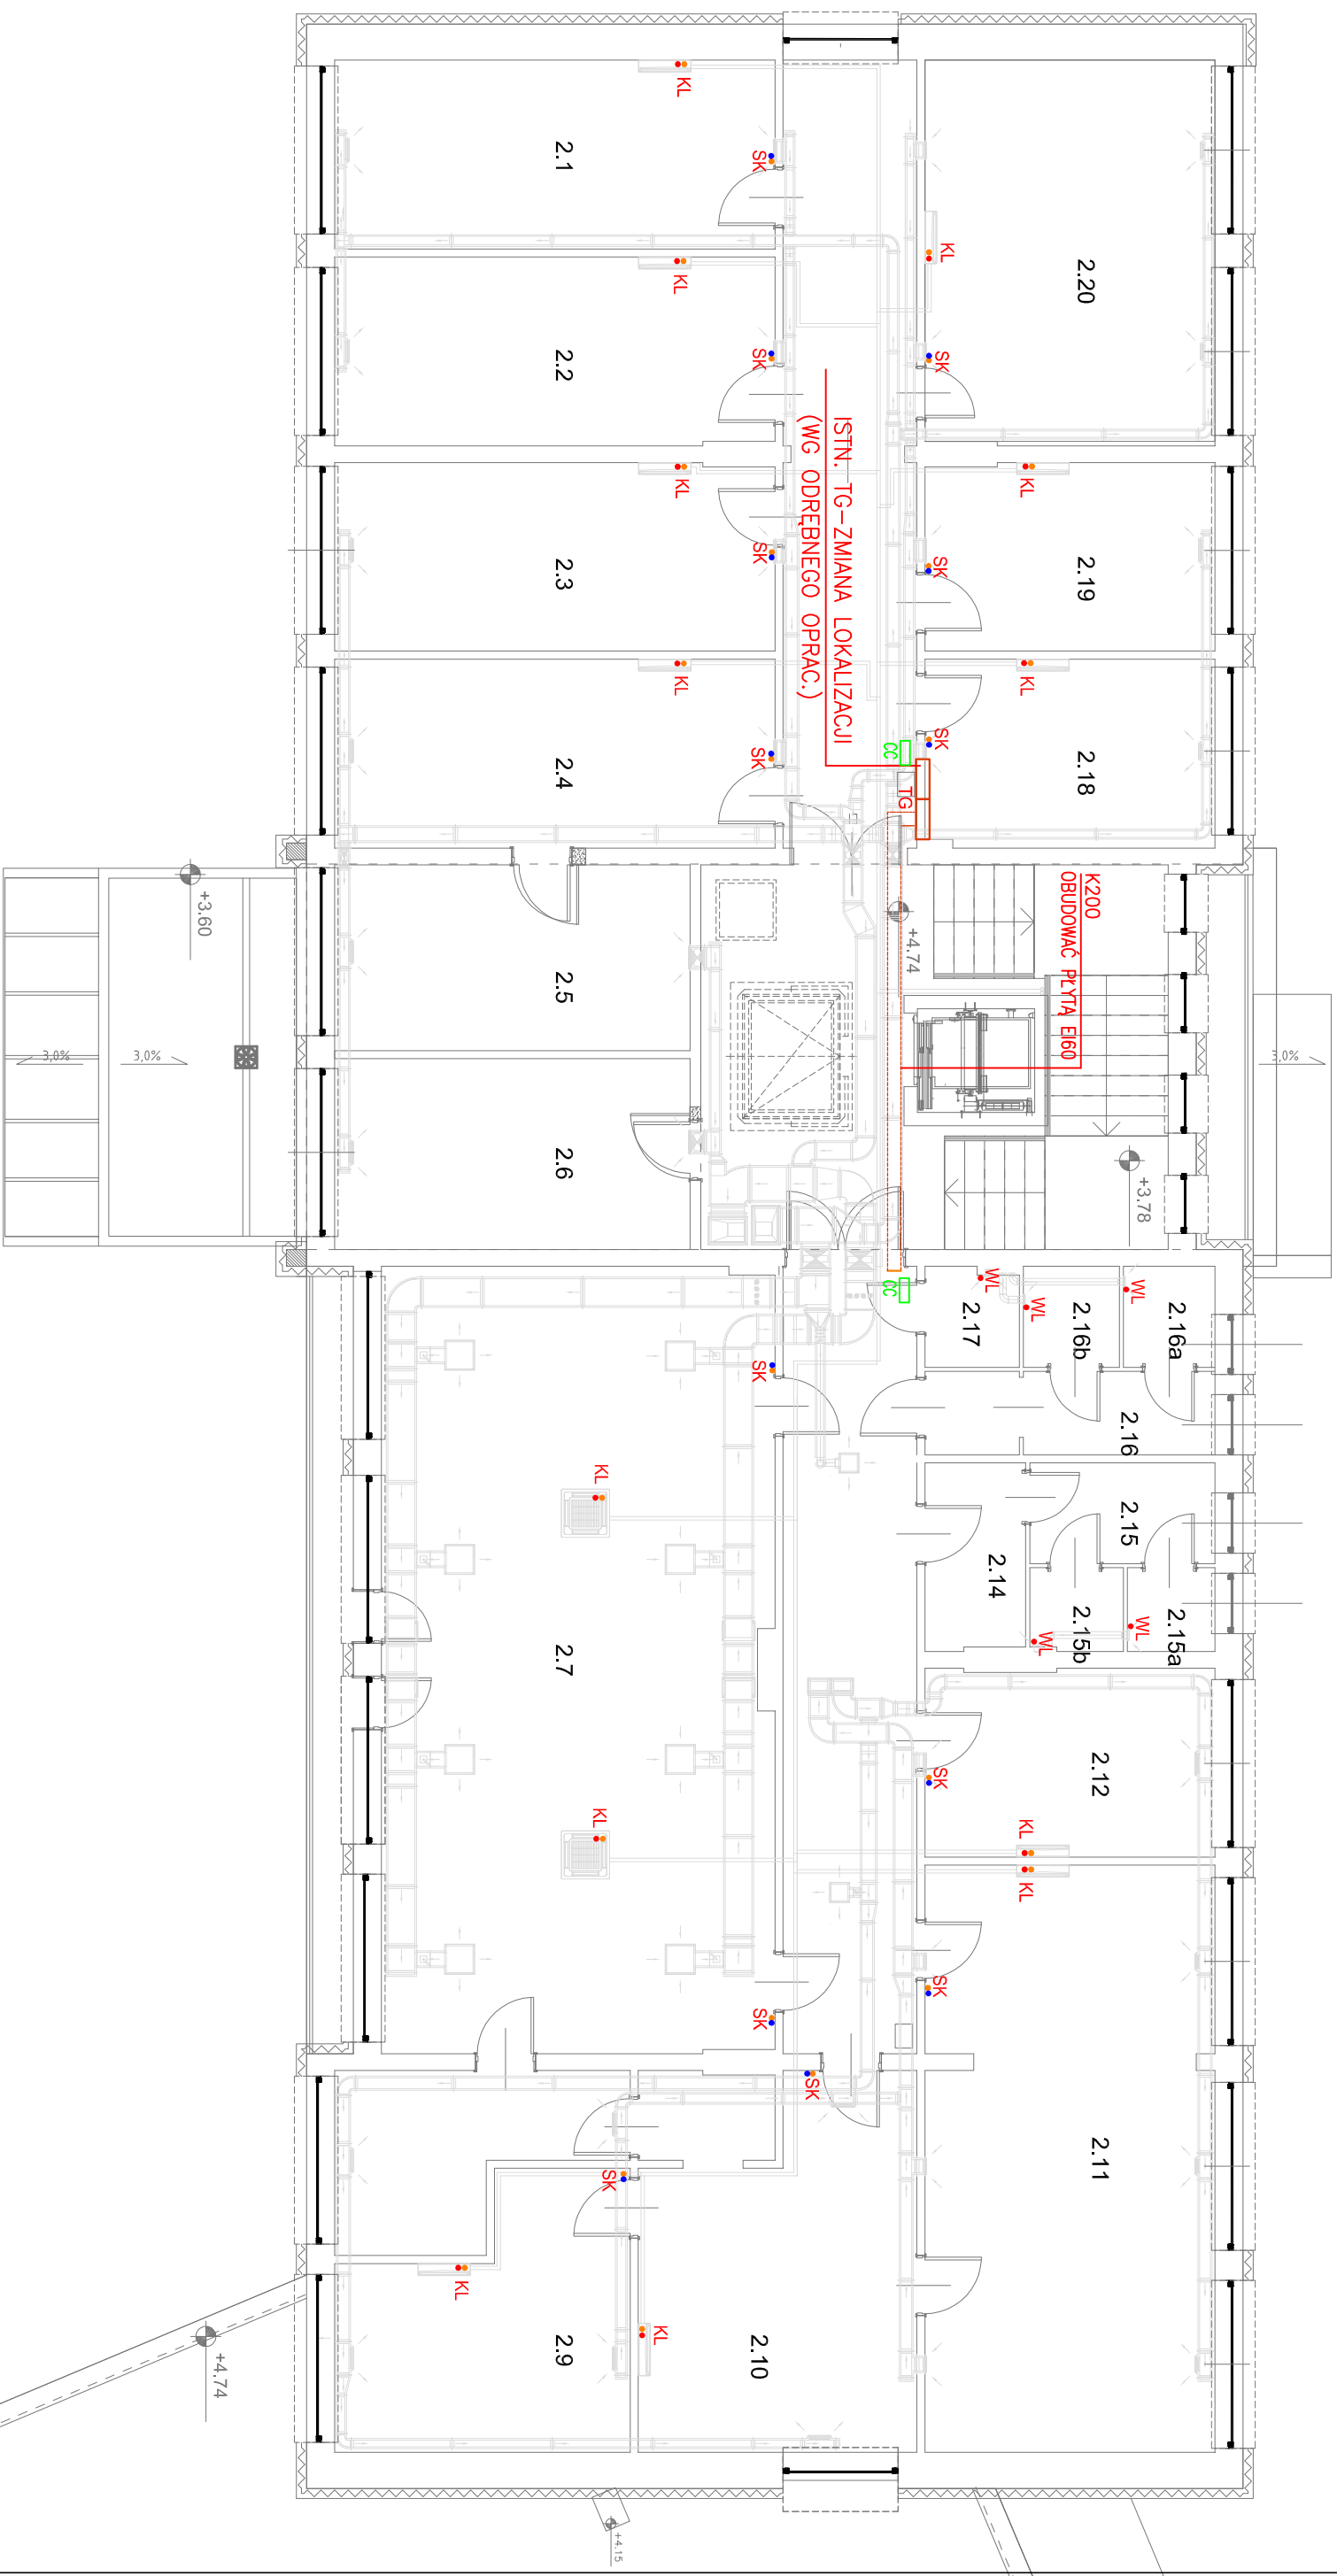 KL
2.1
SK
2.20
KL
SK
KL
2.2
SK
ISTN. TG-ZMIANA LOKALIZACJI
(WG ODRĘBNEGO OPRAC.)
KL
2.3
SK
KL
2.19
SK
KL
2.4
SK
KL
2.18
SK
CC
TG
K200
OBUDOWAĆ PŁYTĄ EI60
+3.60
+4.74
2.5
3,0%
3,0%
3,0%
2.6
+3.78
CC
WL
WL
WL
2.17
2.16b
2.16a
2.16
SK
KL
2.7
KL
SK
2.15
2.14
2.15b
2.15a
WL
WL
2.12
SK
KL
KL
SK
2.11
SK
SK
KL
KL
2.9
2.10
+4.74
+4.15